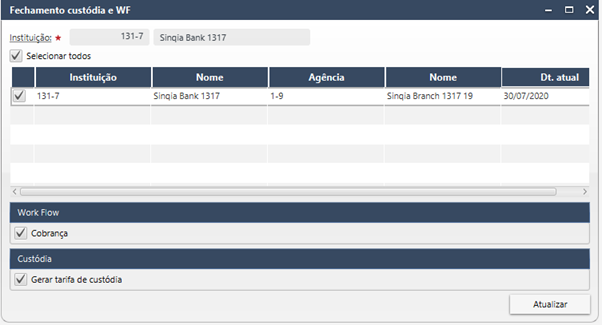 Fechamento custódia e WF
Instituição: * 131-7 Sinqia Bank 1317
Selecionar todos
Instituição Nome Agência Nome Dt. atual
131-7 Sinqia Bank 1317 1-9 Sinqia Branch 1317 19 30/07/2020
Work Flow
Cobrança
Custódia
Gerar tarifa de custódia
Atualizar